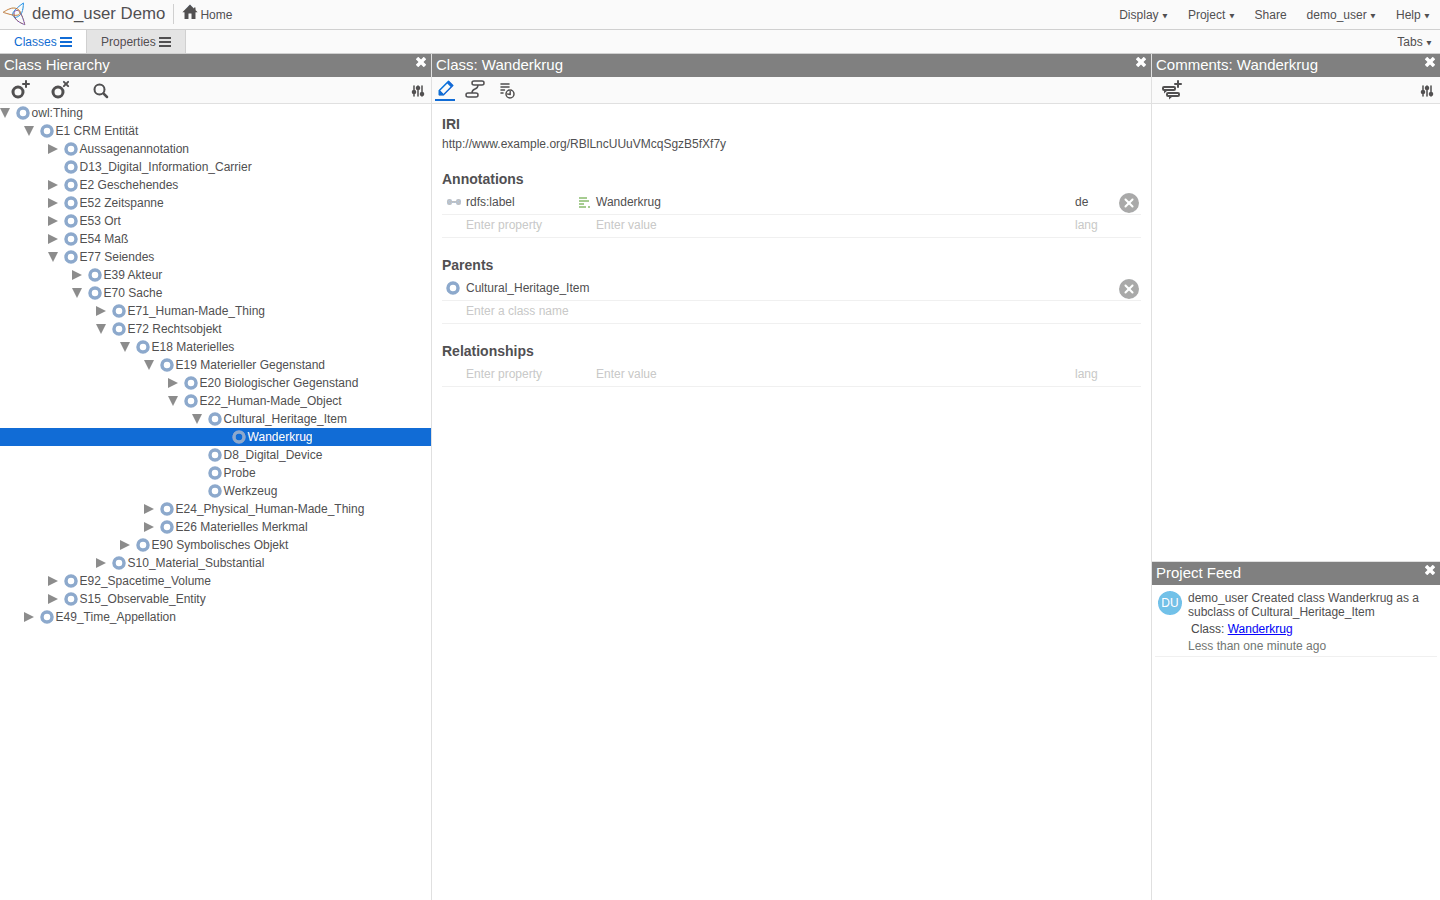 demo_user Demo Home Display ▾ Project ▾ Share demo_user ▾ Help ▾
Classes Properties Tabs ▾
Class Hierarchy
owl:Thing
E1 CRM Entität
Aussagenannotation
D13_Digital_Information_Carrier
E2 Geschehendes
E52 Zeitspanne
E53 Ort
E54 Maß
E77 Seiendes
E39 Akteur
E70 Sache
E71_Human-Made_Thing
E72 Rechtsobjekt
E18 Materielles
E19 Materieller Gegenstand
E20 Biologischer Gegenstand
E22_Human-Made_Object
Cultural_Heritage_Item
Wanderkrug
D8_Digital_Device
Probe
Werkzeug
E24_Physical_Human-Made_Thing
E26 Materielles Merkmal
E90 Symbolisches Objekt
S10_Material_Substantial
E92_Spacetime_Volume
S15_Observable_Entity
E49_Time_Appellation
Class: Wanderkrug
IRI
http://www.example.org/RBlLncUUuVMcqSgzB5fXf7y
Annotations
rdfs:label Wanderkrug de
Enter property Enter value lang
Parents
Cultural_Heritage_Item
Enter a class name
Relationships
Enter property Enter value lang
Comments: Wanderkrug
Project Feed
DU
demo_user Created class Wanderkrug as a
subclass of Cultural_Heritage_Item
Class: Wanderkrug
Less than one minute ago